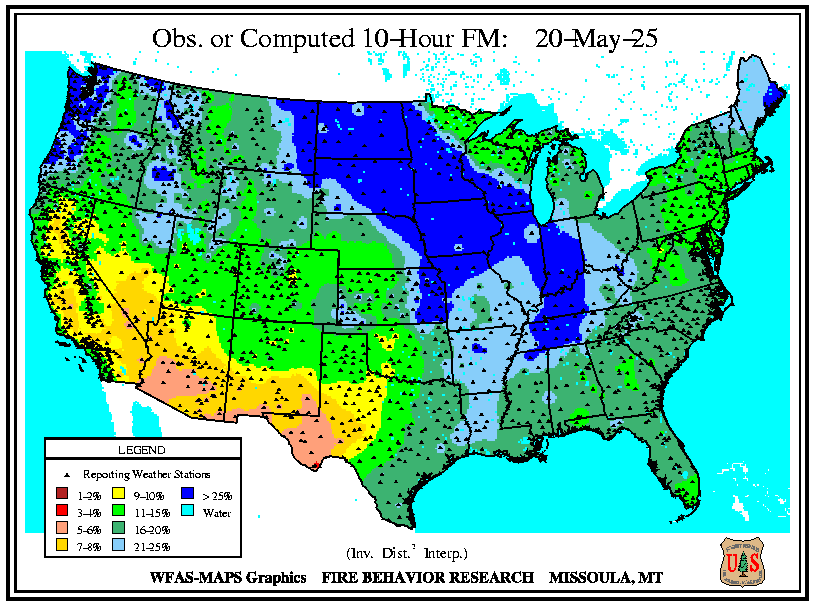 Obs. or Computed 10-Hour FM: 20-May-25
LEGEND
Reporting Weather Stations
1-2% 9-10% > 25%
3-4% 11-15% Water
5-6% 16-20%
7-8% 21-25%
(Inv. Dist.² Interp.)
WFAS-MAPS Graphics FIRE BEHAVIOR RESEARCH MISSOULA, MT
U S